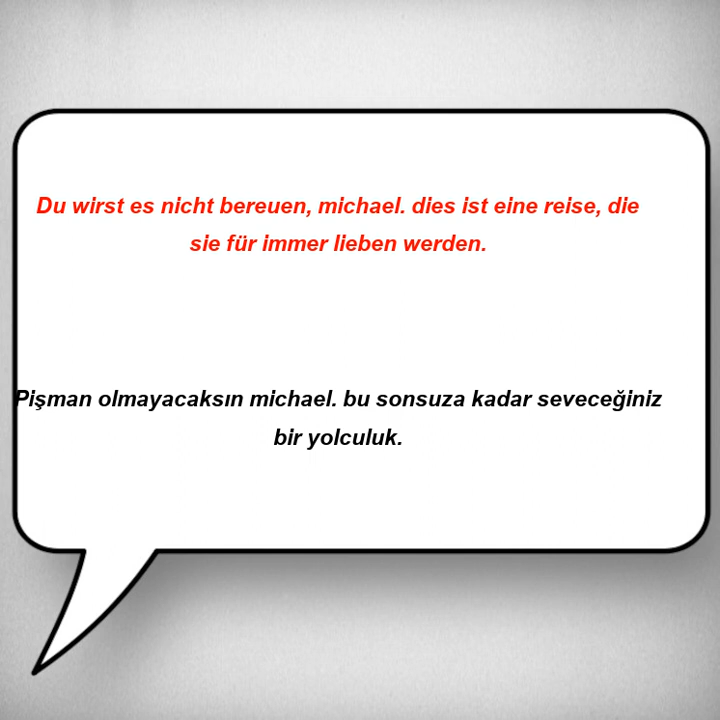 Du wirst es nicht bereuen, michael. dies ist eine reise, die
sie für immer lieben werden.
Pişman olmayacaksın michael. bu sonsuza kadar seveceğiniz
bir yolculuk.